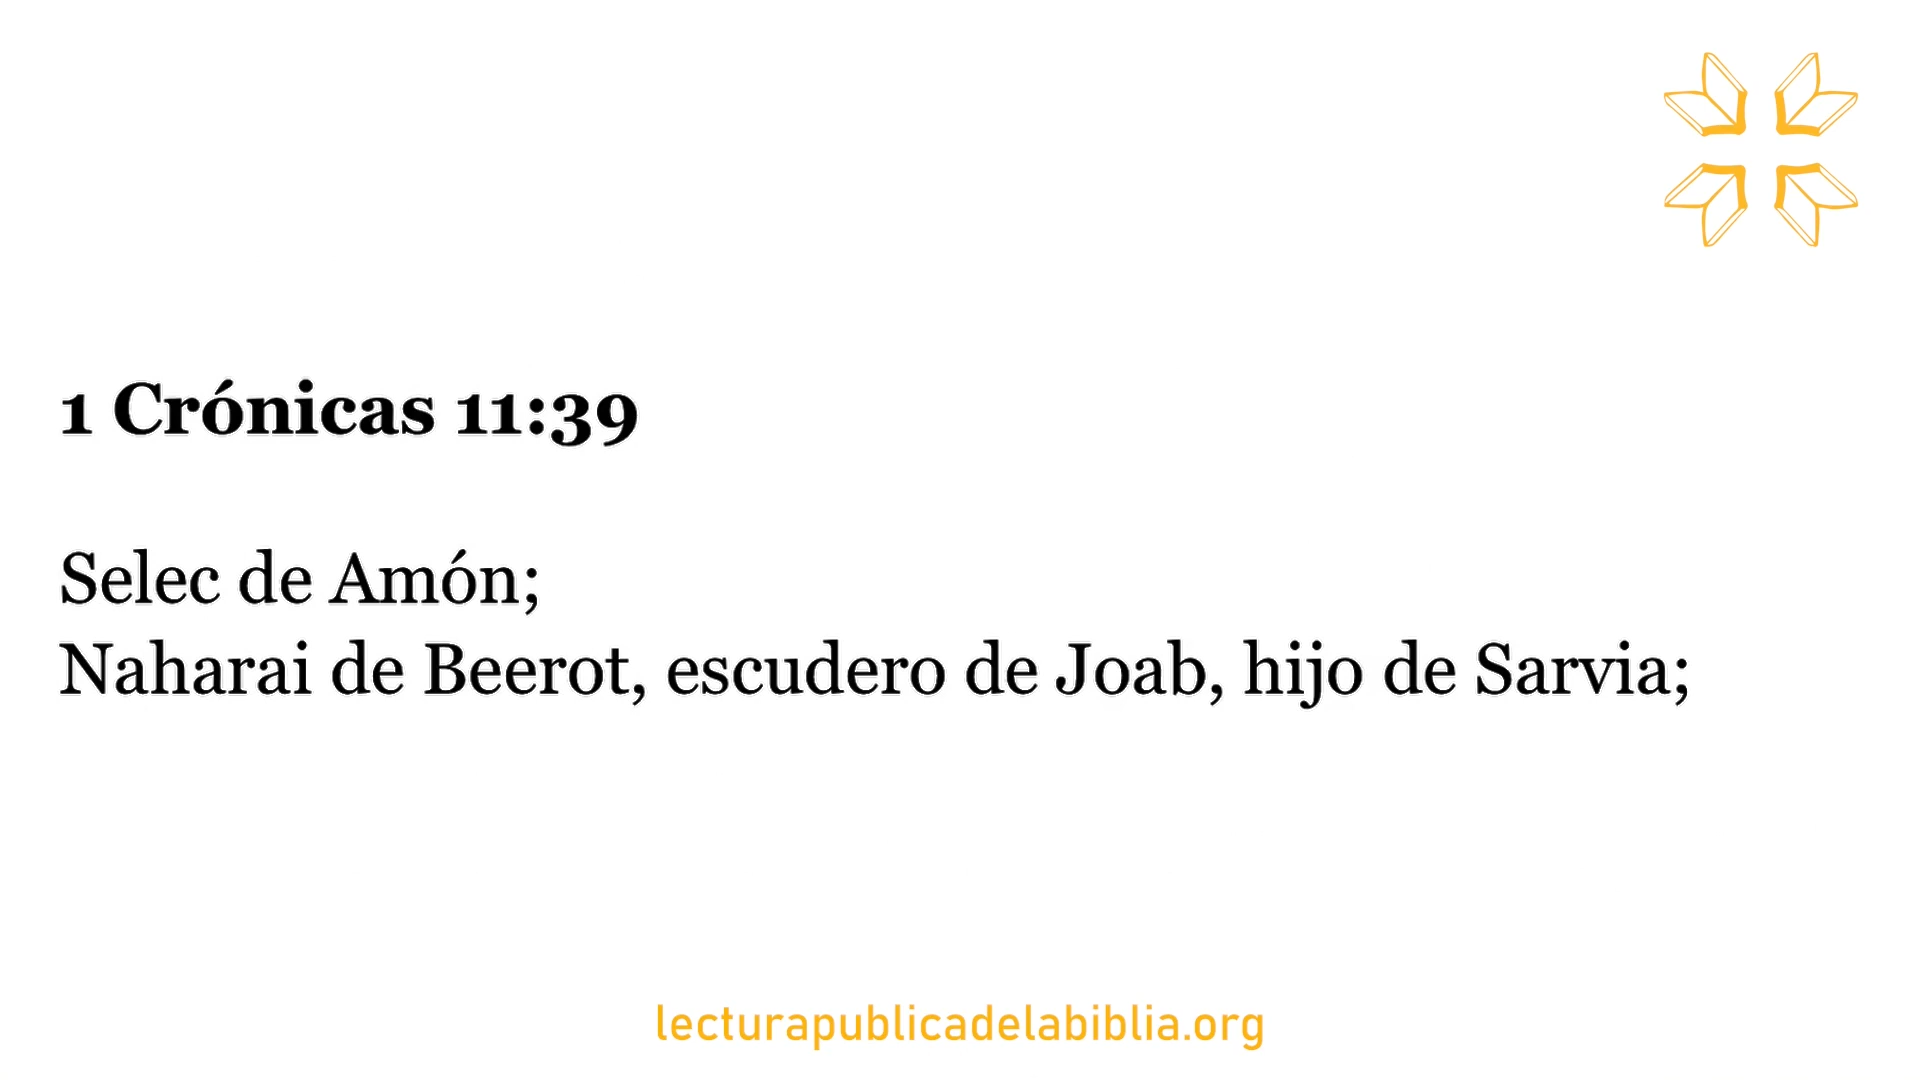 1 Crónicas 11:39
Selec de Amón;
Naharai de Beerot, escudero de Joab, hijo de Sarvia;
lecturapublicadelabiblia.org